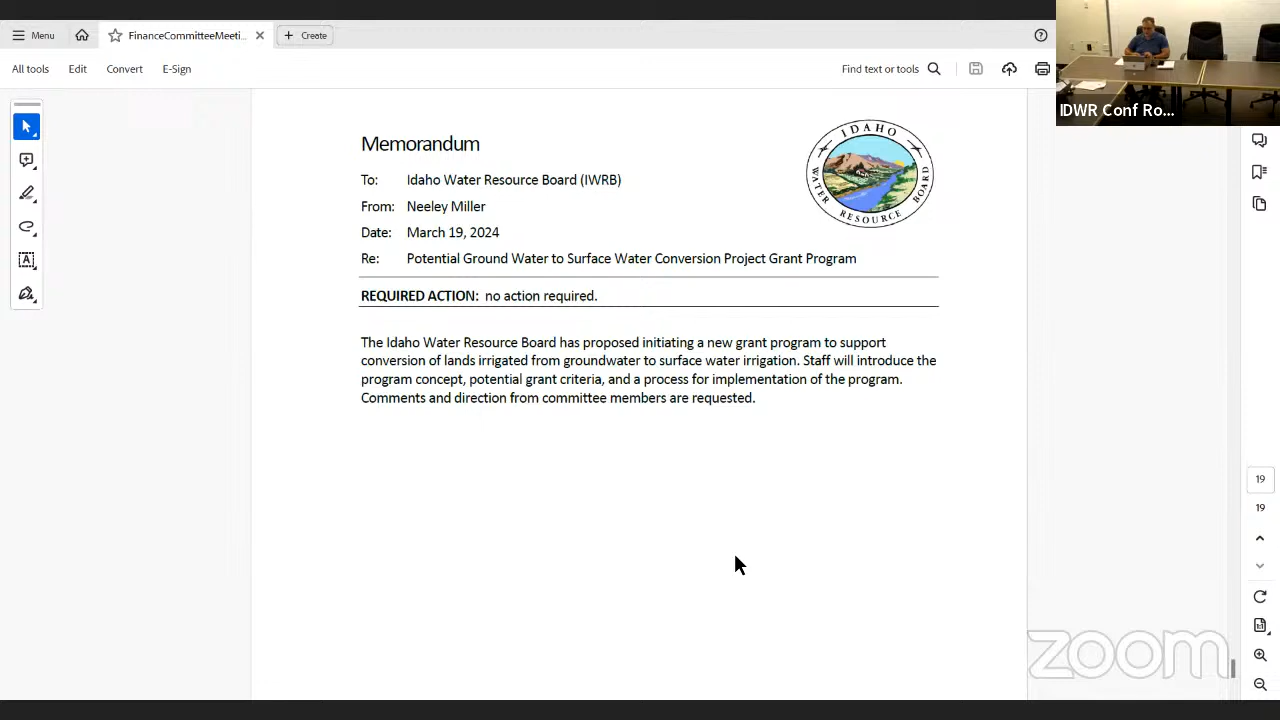 Menu
FinanceCommitteeMeeti...
Create
All tools
Edit
Convert
E-Sign
Find text or tools
IDWR Conf Ro...
Memorandum
IDAHO
WATER RESOURCE BOARD
To: Idaho Water Resource Board (IWRB)
From: Neeley Miller
Date: March 19, 2024
Re: Potential Ground Water to Surface Water Conversion Project Grant Program
REQUIRED ACTION: no action required.
The Idaho Water Resource Board has proposed initiating a new grant program to support
conversion of lands irrigated from groundwater to surface water irrigation. Staff will introduce the
program concept, potential grant criteria, and a process for implementation of the program.
Comments and direction from committee members are requested.
19
19
zoom